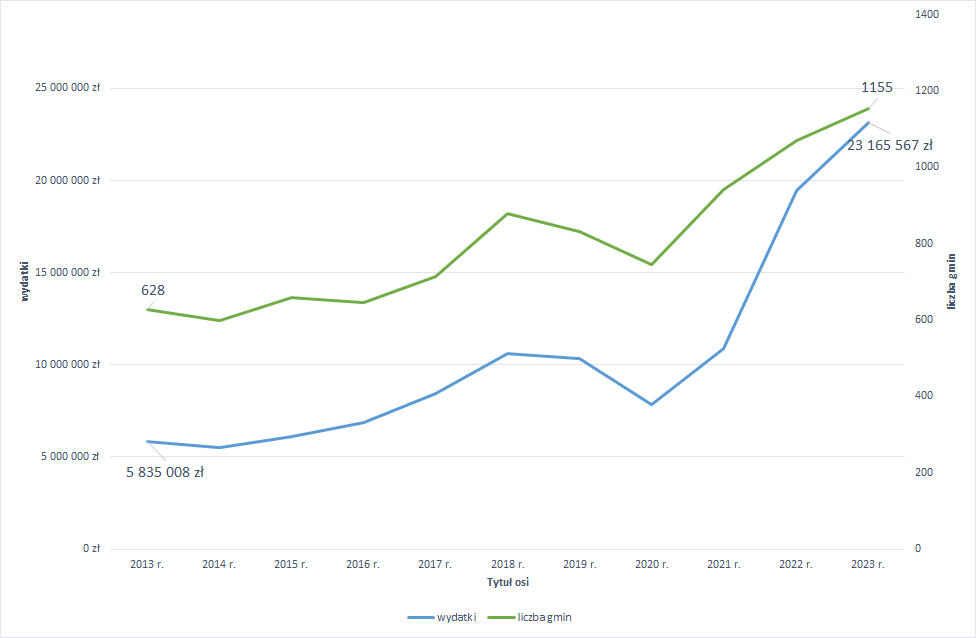 1400
25 000 000 zł
1155
1200
23 165 567 zł
20 000 000 zł
1000
800
wydatki
15 000 000 zł
liczba gmin
628
600
10 000 000 zł
400
5 000 000 zł
5 835 008 zł
200
0 zł
0
2013 r. 2014 r. 2015 r. 2016 r. 2017 r. 2018 r. 2019 r. 2020 r. 2021 r. 2022 r. 2023 r.
Tytuł osi
wydatki liczba gmin